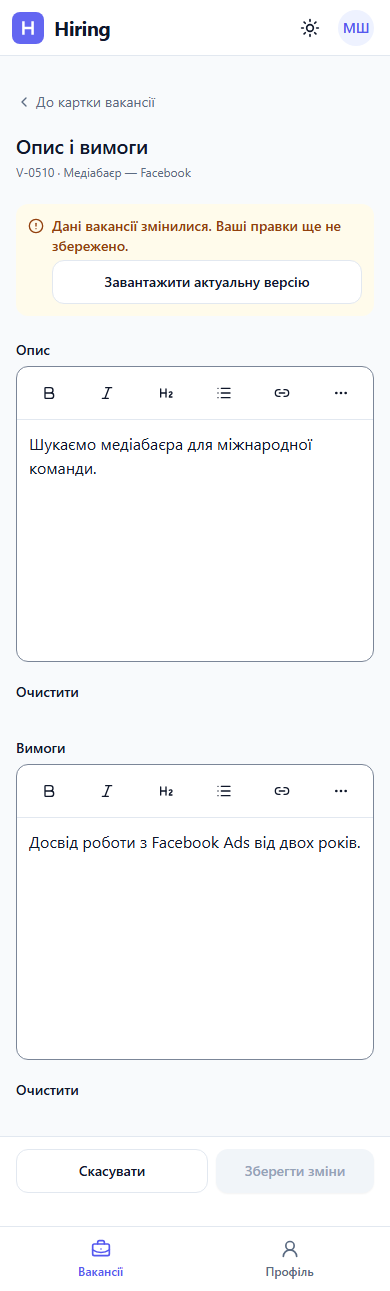 H Hiring
МШ
До картки вакансії
Опис і вимоги
V-0510 · Медіабаєр — Facebook
Дані вакансії змінилися. Ваші правки ще не
збережено.
Завантажити актуальну версію
Опис
B I H2
Шукаємо медіабаєра для міжнародної
команди.
Очистити
Вимоги
B I H2
Досвід роботи з Facebook Ads від двох років.
Очистити
Скасувати Зберегти зміни
Вакансії Профіль